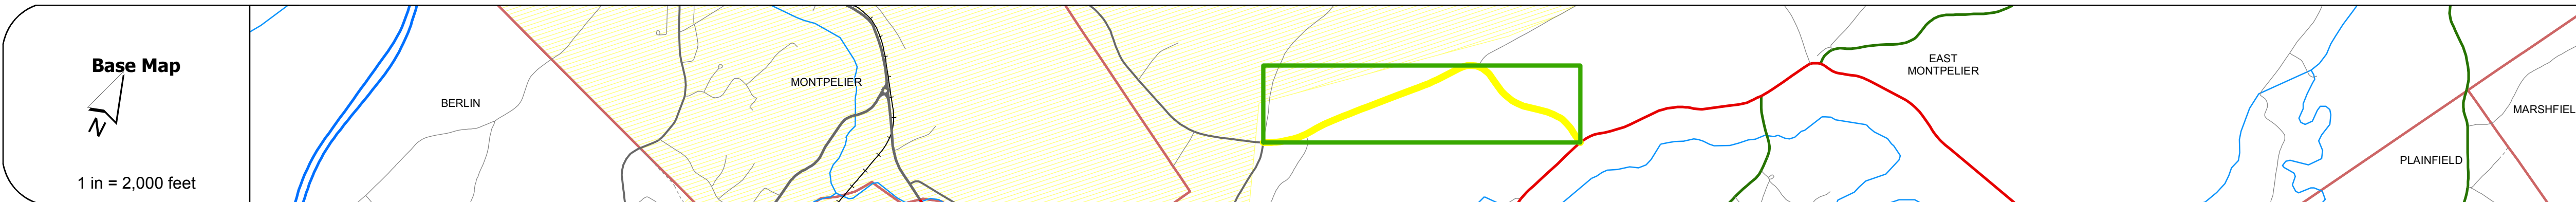 Base Map
N
1 in = 2,000 feet
BERLIN
MONTPELIER
EAST
MONTPELIER
PLAINFIELD
MARSHFIEL